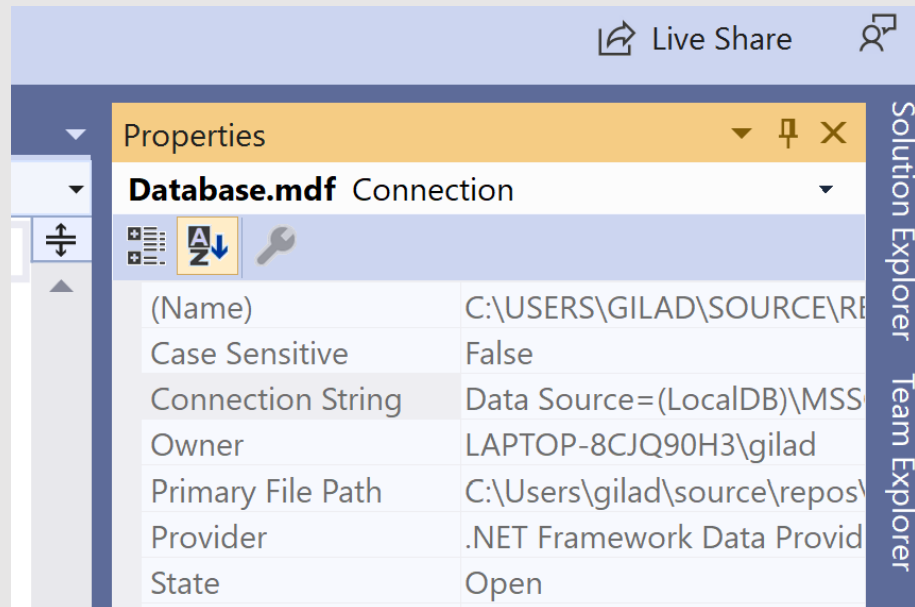 Live Share
Properties
Database.mdf Connection
(Name) C:\USERS\GILAD\SOURCE\RE
Case Sensitive False
Connection String Data Source=(LocalDB)\MSS
Owner LAPTOP-8CJQ90H3\gilad
Primary File Path C:\Users\gilad\source\repos\
Provider .NET Framework Data Provid
State Open
Solution Explorer
Team Explorer